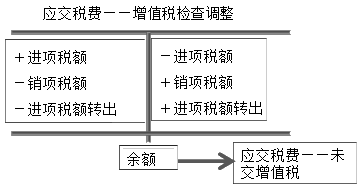 应交税费——增值税检查调整
＋进项税额
－销项税额
－进项税额转出
－进项税额
＋销项税额
＋进项税额转出
余额
应交税费——未
交增值税